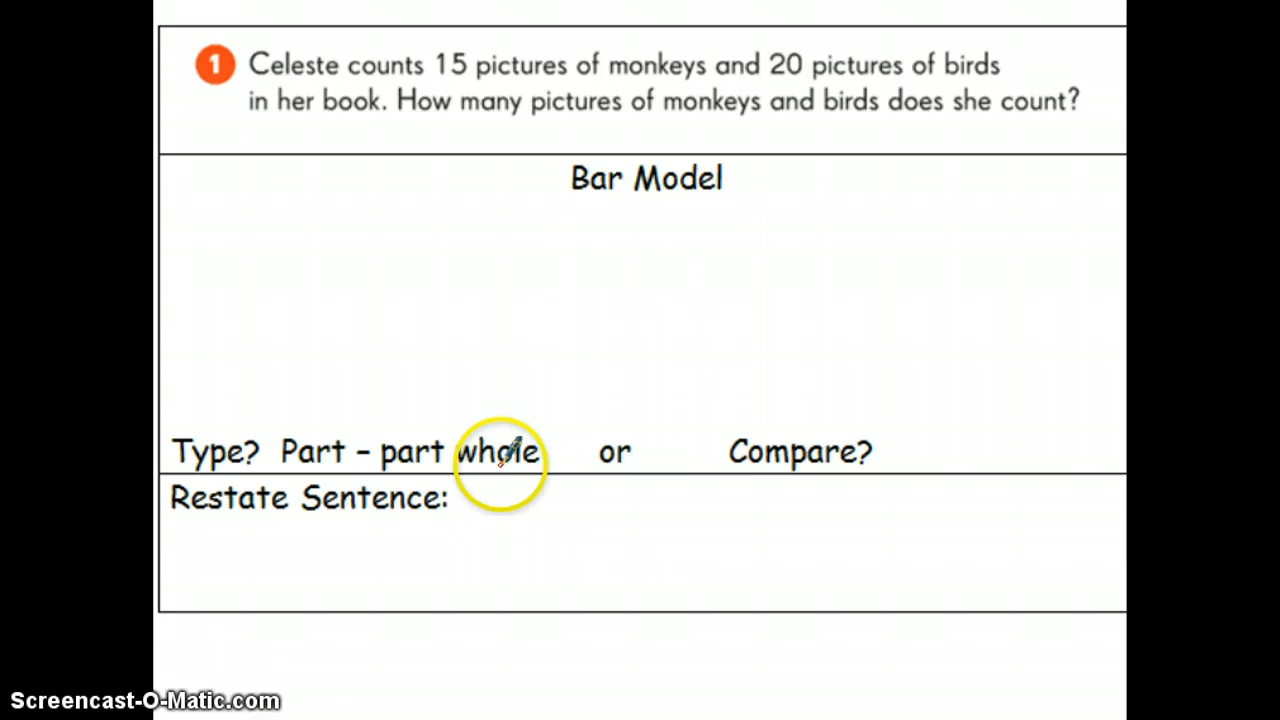 1 Celeste counts 15 pictures of monkeys and 20 pictures of birds
in her book. How many pictures of monkeys and birds does she count?
Bar Model
Type? Part – part whole or Compare?
Restate Sentence:
Screencast-O-Matic.com